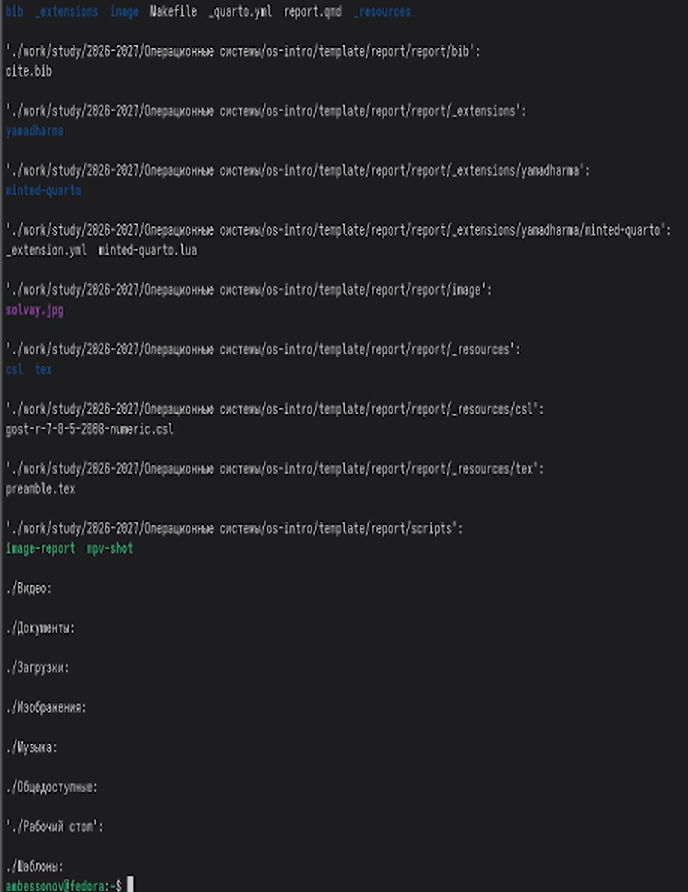 bib _extensions image Makefile _quarto.yml report.qmd _resources
'./work/study/2026-2027/Операционные системы/os-intro/template/report/report/bib':
cite.bib
'./work/study/2026-2027/Операционные системы/os-intro/template/report/report/_extensions':
yamadharma
'./work/study/2026-2027/Операционные системы/os-intro/template/report/report/_extensions/yamadharma':
minted-quarto
'./work/study/2026-2027/Операционные системы/os-intro/template/report/report/_extensions/yamadharma/minted-quarto':
_extension.yml minted-quarto.lua
'./work/study/2026-2027/Операционные системы/os-intro/template/report/report/image':
solvay.jpg
'./work/study/2026-2027/Операционные системы/os-intro/template/report/report/_resources':
csl tex
'./work/study/2026-2027/Операционные системы/os-intro/template/report/report/_resources/csl':
gost-r-7-0-5-2008-numeric.csl
'./work/study/2026-2027/Операционные системы/os-intro/template/report/report/_resources/tex':
preamble.tex
'./work/study/2026-2027/Операционные системы/os-intro/template/report/scripts':
image-report mpv-shot
./Видео:
./Документы:
./Загрузки:
./Изображения:
./Музыка:
./Общедоступные:
'./Рабочий стол':
./Шаблоны:
ambessonov@fedora:~$